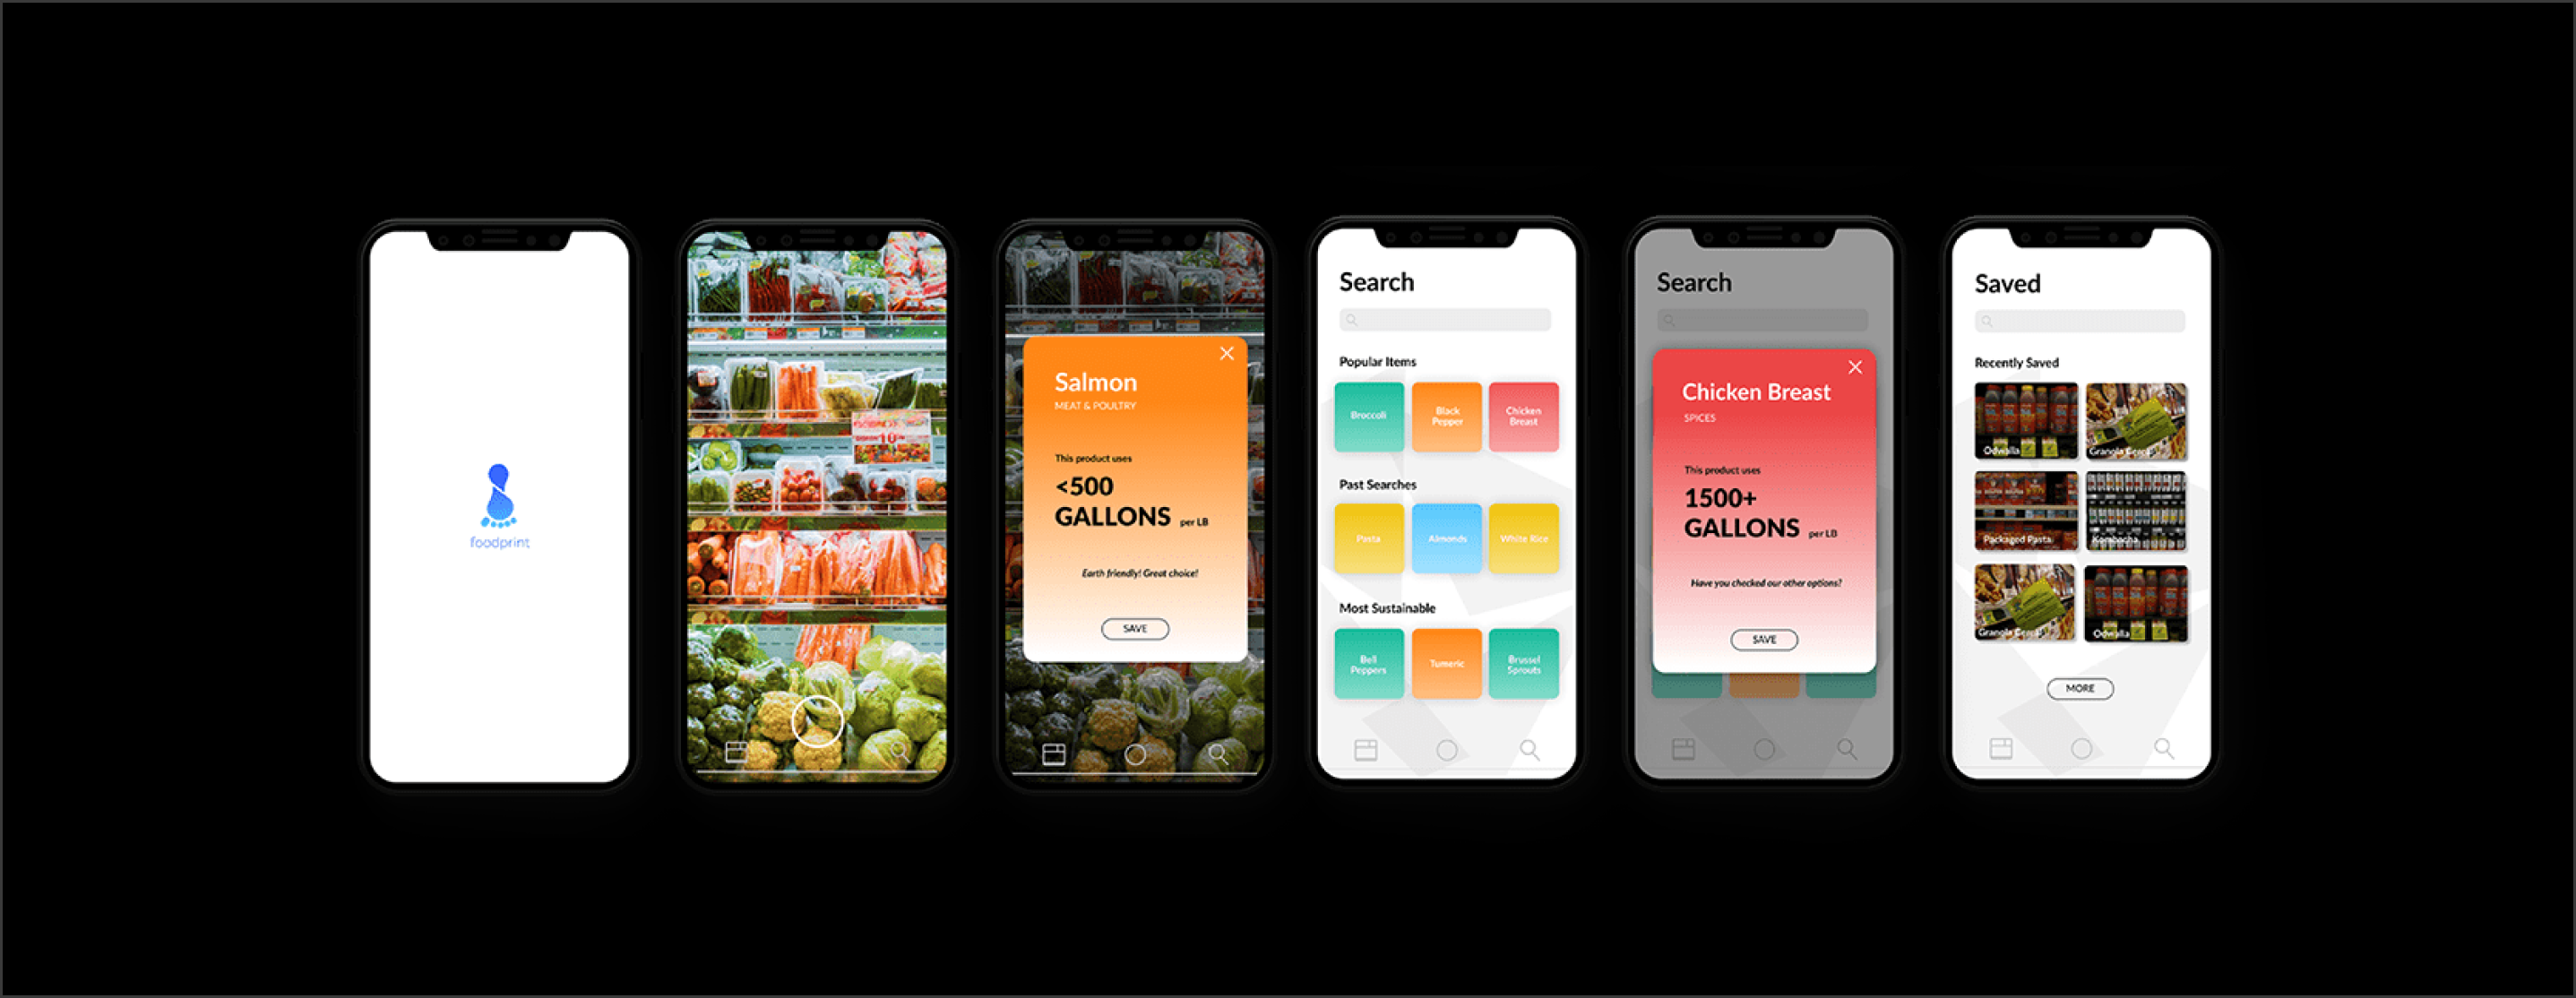 foodprint
10
Salmon
MEAT & POULTRY
This product uses
<500
GALLONS per LB
Earth friendly! Great choice!
SAVE
Search
Popular Items
Broccoli
Black
Pepper
Chicken
Breast
Past Searches
Pasta
Almonds
White Rice
Most Sustainable
Bell
Peppers
Tumeric
Brussel
Sprouts
Search
Chicken Breast
SPICES
This product uses
1500+
GALLONS per LB
Have you checked our other options?
SAVE
Saved
Recently Saved
Odwalla
Granola Cereal
Packaged Pasta
Kombucha
Granola Cereal
Odwalla
MORE